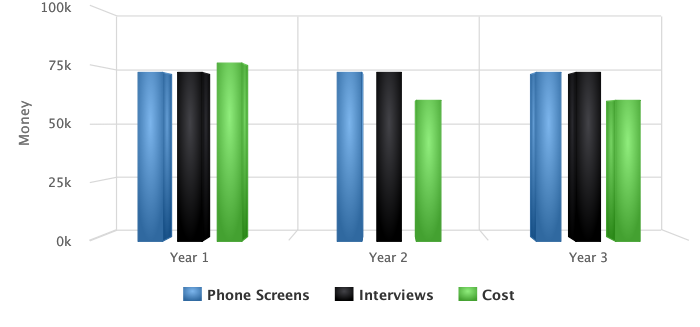 100k
75k
50k
25k
0k
Money
Year 1 Year 2 Year 3
Phone Screens Interviews Cost